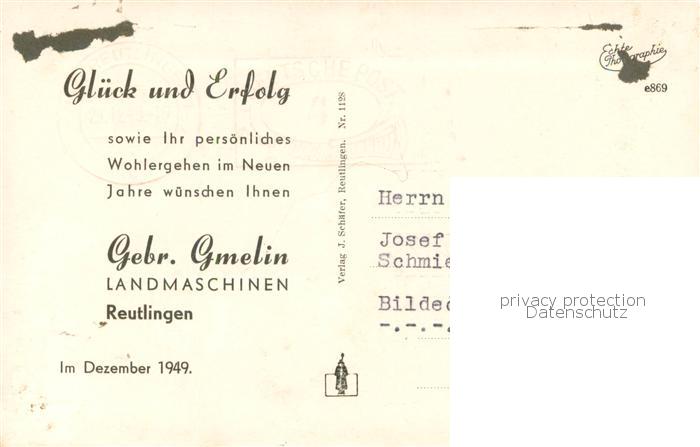 Glück und Erfolg
sowie Ihr persönliches
Wohlergehen im Neuen
Jahre wünschen Ihnen
Gebr. Gmelin
LANDMASCHINEN
Reutlingen
Im Dezember 1949.
Verlag J. Schäfer, Reutlingen. Nr. 1128
Echte
Photographie
e869
Herrn
Josef
Schmie
Bilde
-.-.-.
privacy protection
Datenschutz